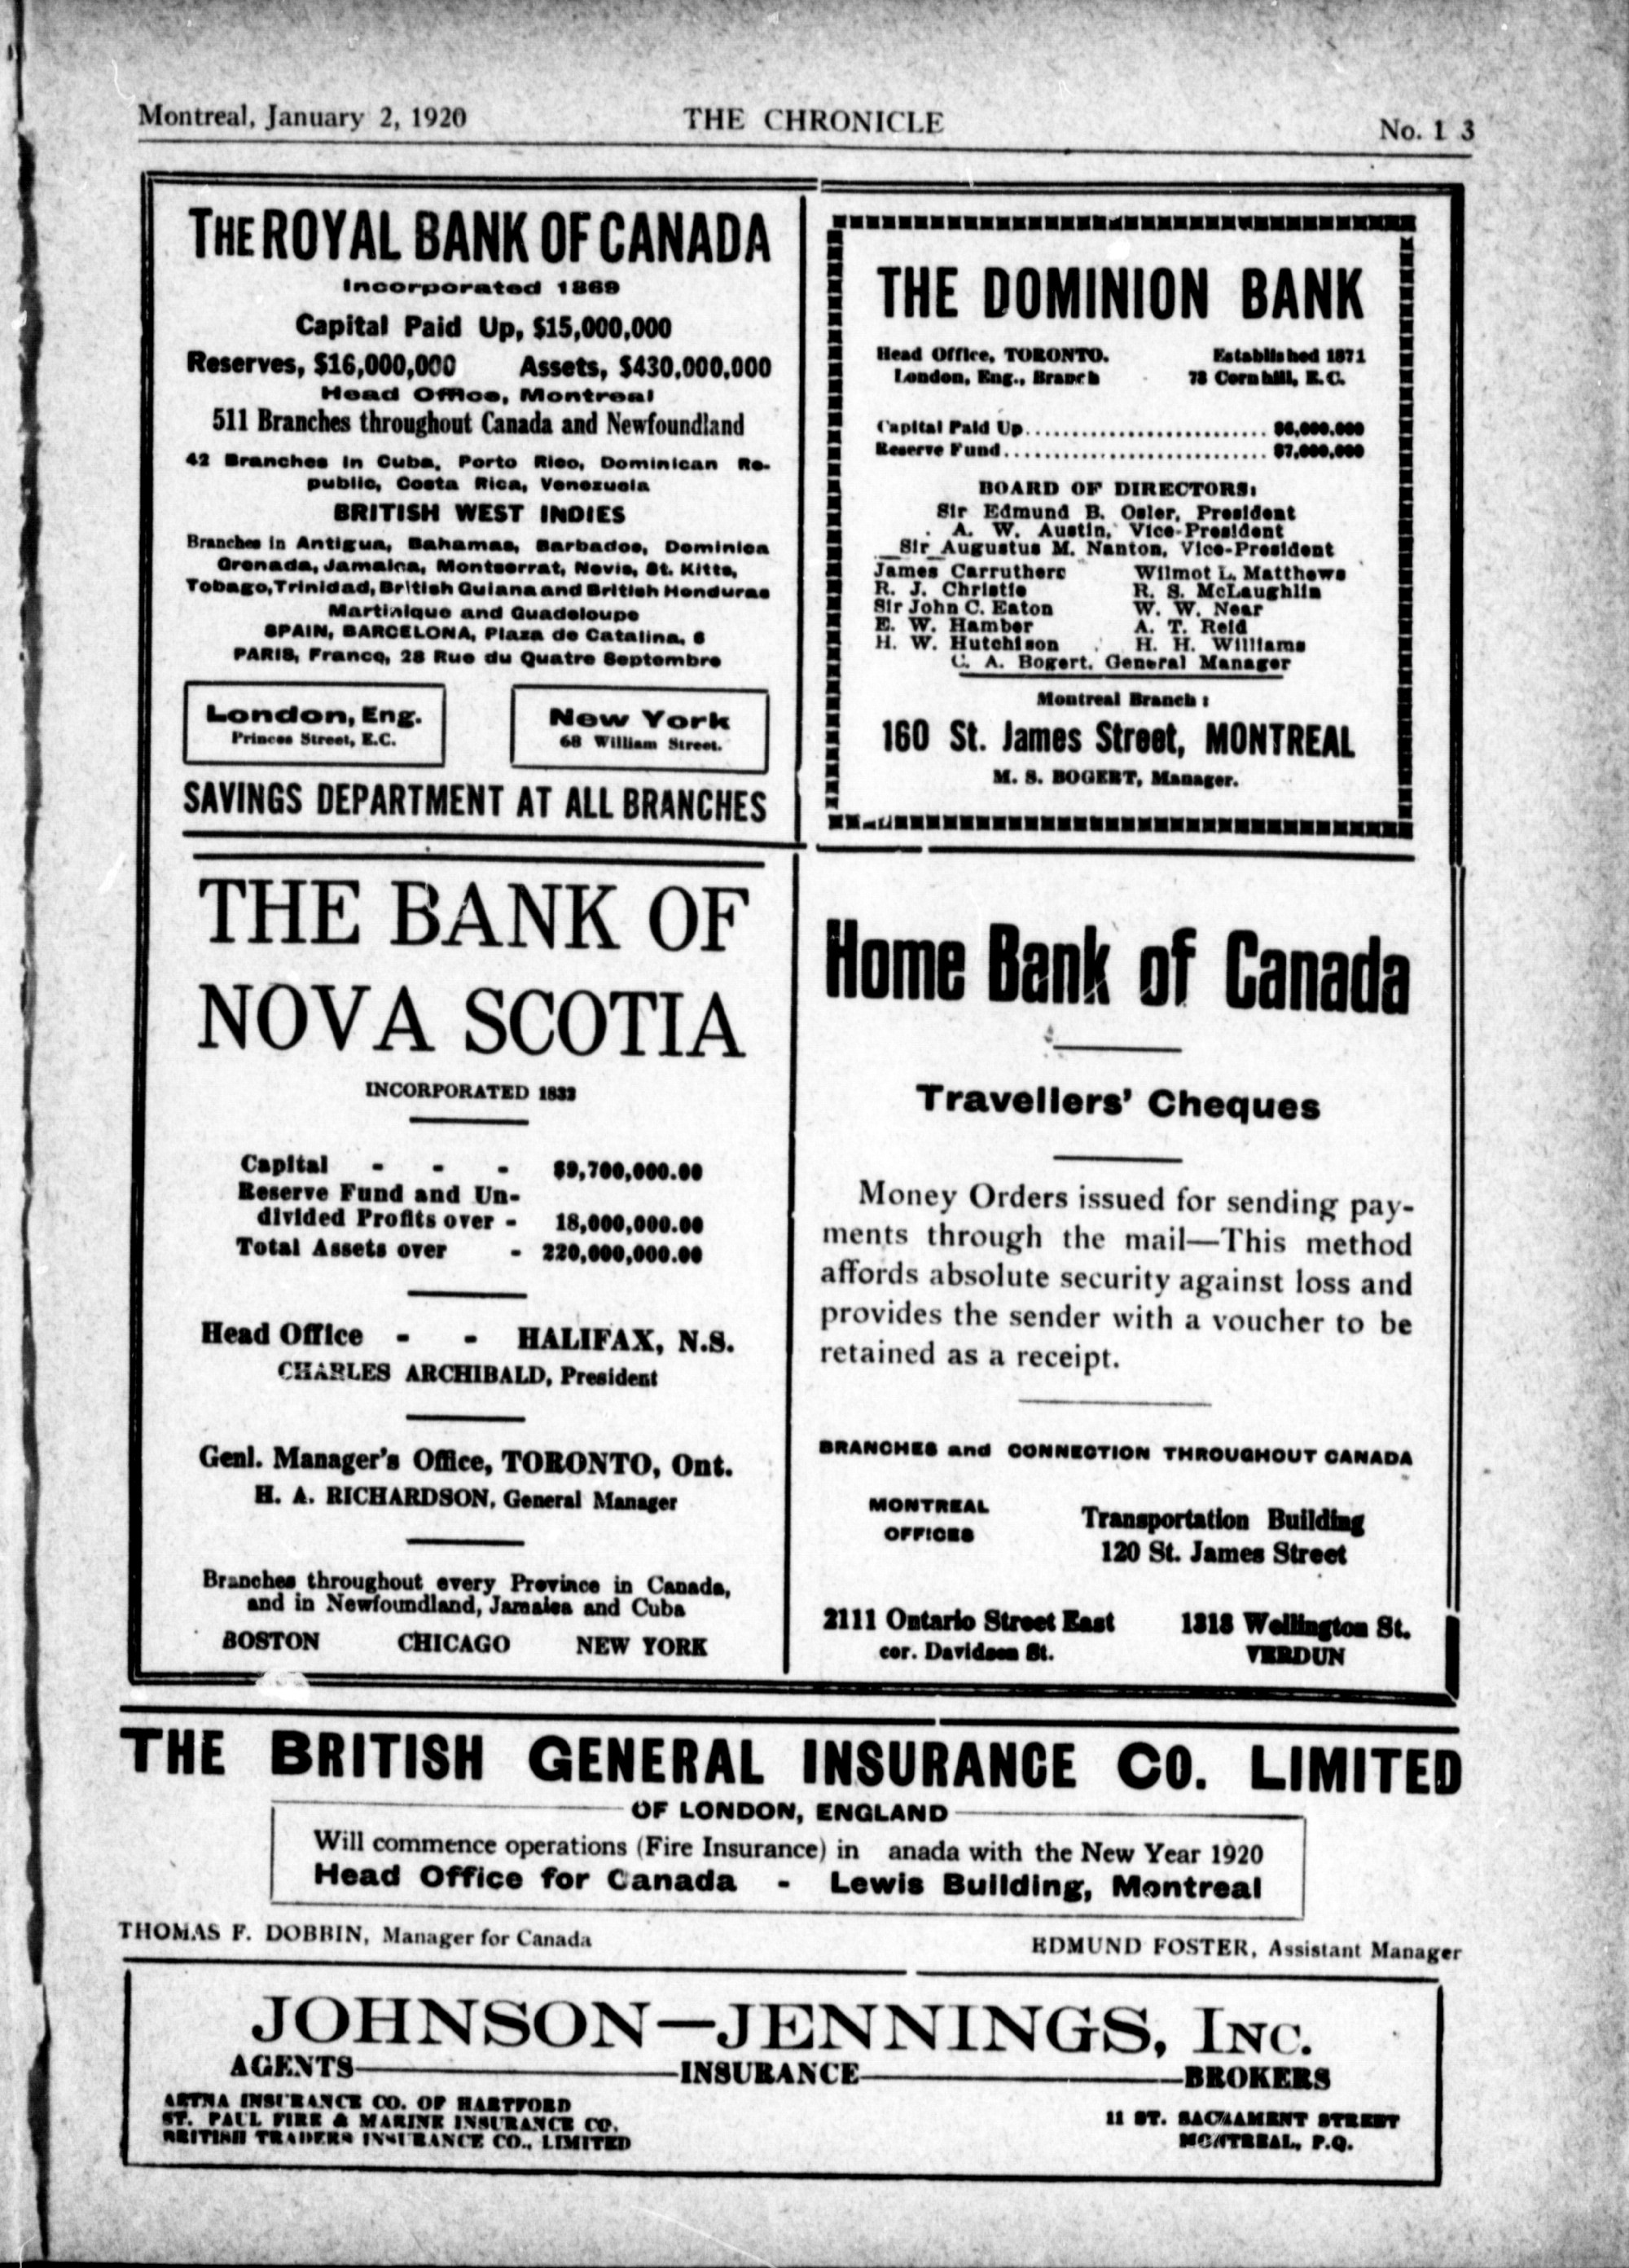 Montreal, January 2, 1920 THE CHRONICLE No. 1 3
THE ROYAL BANK OF CANADA
Incorporated 1869
Capital Paid Up, $15,000,000
Reserves, $16,000,000 Assets, $430,000,000
Head Office, Montreal
511 Branches throughout Canada and Newfoundland
42 Branches in Cuba, Porto Rico, Dominican Re-
public, Costa Rica, Venezuela
BRITISH WEST INDIES
Branches in Antigua, Bahamas, Barbados, Dominica
Grenada, Jamaica, Montserrat, Nevis, St. Kitts,
Tobago, Trinidad, British Guiana and British Honduras
Martinique and Guadeloupe
SPAIN, BARCELONA, Plaza de Catalina, 6
PARIS, France, 28 Rue du Quatre Septembre
London, Eng.
Princes Street, E.C.
New York
68 William Street.
SAVINGS DEPARTMENT AT ALL BRANCHES
THE DOMINION BANK
Head Office, TORONTO. Established 1871
London, Eng., Branch 73 Cornhill, E.C.
Capital Paid Up........................ $6,000,000
Reserve Fund.......................... $7,000,000
BOARD OF DIRECTORS:
Sir Edmund B. Osler, President
A. W. Austin, Vice-President
Sir Augustus M. Nanton, Vice-President
James Carrutherc Wilmot L. Matthews
R. J. Christie R. S. McLaughlin
Sir John C. Eaton W. W. Near
E. W. Hamber A. T. Reid
H. W. Hutchison H. H. Williams
C. A. Bogert, General Manager
Montreal Branch:
160 St. James Street, MONTREAL
M. S. BOGERT, Manager.
THE BANK OF
NOVA SCOTIA
INCORPORATED 1832
Capital - - - $9,700,000.00
Reserve Fund and Un-
divided Profits over - 18,000,000.00
Total Assets over - 220,000,000.00
Head Office - - HALIFAX, N.S.
CHARLES ARCHIBALD, President
Genl. Manager's Office, TORONTO, Ont.
H. A. RICHARDSON, General Manager
Branches throughout every Province in Canada,
and in Newfoundland, Jamaica and Cuba
BOSTON CHICAGO NEW YORK
Home Bank of Canada
Travellers' Cheques
Money Orders issued for sending pay-
ments through the mail—This method
affords absolute security against loss and
provides the sender with a voucher to be
retained as a receipt.
BRANCHES and CONNECTION THROUGHOUT CANADA
MONTREAL
OFFICES
Transportation Building
120 St. James Street
2111 Ontario Street East 1318 Wellington St.
cor. Davidson St. VERDUN
THE BRITISH GENERAL INSURANCE CO. LIMITED
OF LONDON, ENGLAND
Will commence operations (Fire Insurance) in anada with the New Year 1920
Head Office for Canada - Lewis Building, Montreal
THOMAS F. DOBBIN, Manager for Canada EDMUND FOSTER, Assistant Manager
JOHNSON—JENNINGS, INC.
AGENTS—INSURANCE—BROKERS
AETNA INSURANCE CO. OF HARTFORD
ST. PAUL FIRE & MARINE INSURANCE CO.
BRITISH TRADERS INSURANCE CO., LIMITED
11 ST. SACRAMENT STREET
MONTREAL, P.Q.